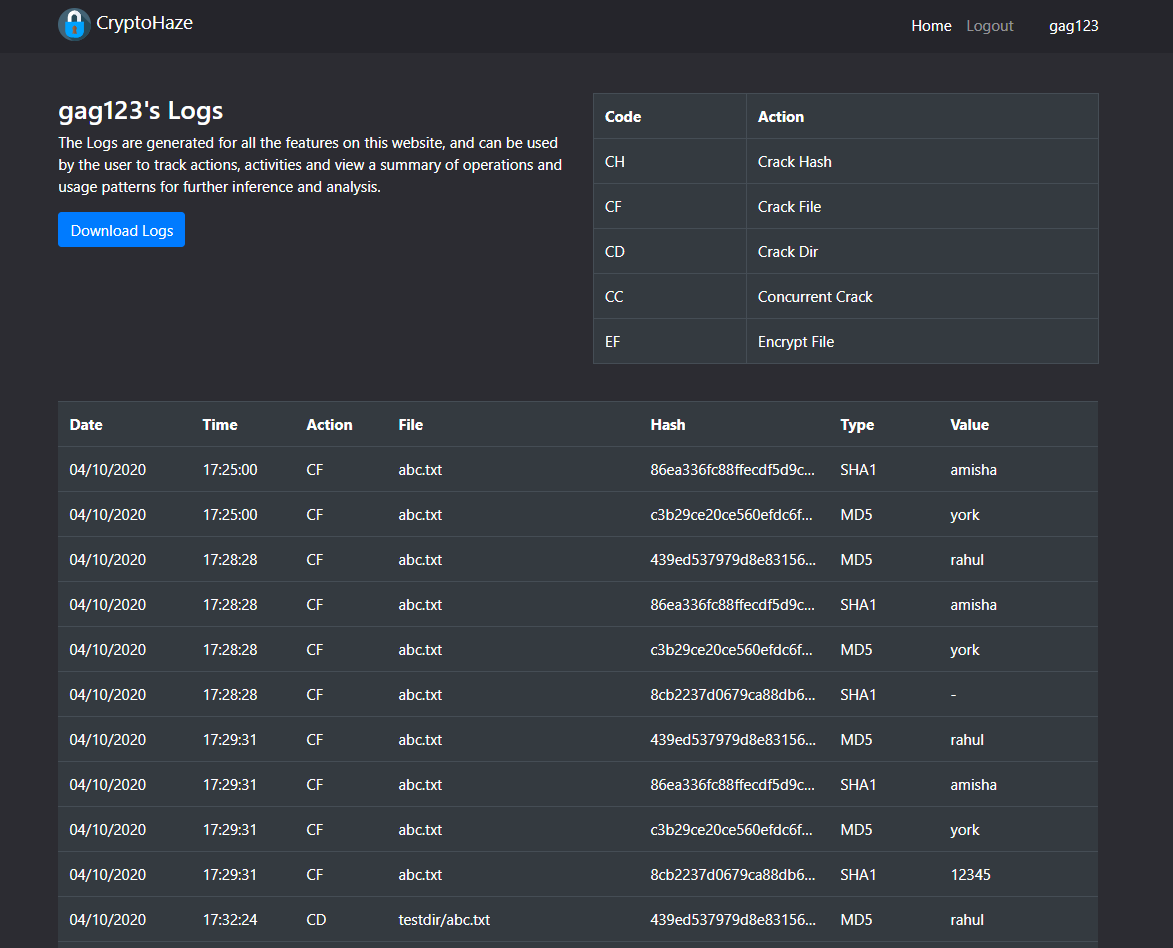 CryptoHaze
Home Logout gag123
gag123's Logs
The Logs are generated for all the features on this website, and can be used
by the user to track actions, activities and view a summary of operations and
usage patterns for further inference and analysis.
Download Logs
Code Action
CH Crack Hash
CF Crack File
CD Crack Dir
CC Concurrent Crack
EF Encrypt File
Date Time Action File Hash Type Value
04/10/2020 17:25:00 CF abc.txt 86ea336fc88ffecdf5d9c... SHA1 amisha
04/10/2020 17:25:00 CF abc.txt c3b29ce20ce560efdc6f... MD5 york
04/10/2020 17:28:28 CF abc.txt 439ed537979d8e83156... MD5 rahul
04/10/2020 17:28:28 CF abc.txt 86ea336fc88ffecdf5d9c... SHA1 amisha
04/10/2020 17:28:28 CF abc.txt c3b29ce20ce560efdc6f... MD5 york
04/10/2020 17:28:28 CF abc.txt 8cb2237d0679ca88db6... SHA1 -
04/10/2020 17:29:31 CF abc.txt 439ed537979d8e83156... MD5 rahul
04/10/2020 17:29:31 CF abc.txt 86ea336fc88ffecdf5d9c... SHA1 amisha
04/10/2020 17:29:31 CF abc.txt c3b29ce20ce560efdc6f... MD5 york
04/10/2020 17:29:31 CF abc.txt 8cb2237d0679ca88db6... SHA1 12345
04/10/2020 17:32:24 CD testdir/abc.txt 439ed537979d8e83156... MD5 rahul